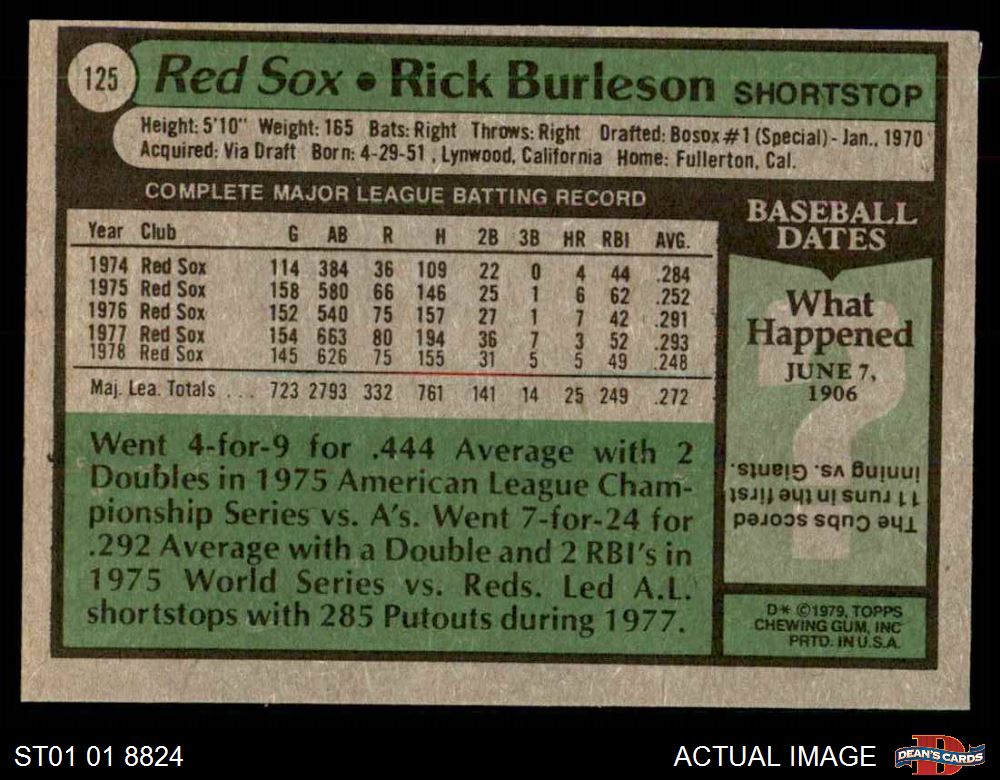 125 Red Sox • Rick Burleson SHORTSTOP
Height: 5'10" Weight: 165 Bats: Right Throws: Right Drafted: Bosox #1 (Special) - Jan., 1970
Acquired: Via Draft Born: 4-29-51, Lynwood, California Home: Fullerton, Cal.
COMPLETE MAJOR LEAGUE BATTING RECORD
Year Club G AB R H 2B 3B HR RBI AVG.
1974 Red Sox 114 384 36 109 22 0 4 44 .284
1975 Red Sox 158 580 66 146 25 1 6 62 .252
1976 Red Sox 152 540 75 157 27 1 7 42 .291
1977 Red Sox 154 663 80 194 36 7 3 52 .293
1978 Red Sox 145 626 75 155 31 5 5 49 .248
Maj. Lea. Totals ... 723 2793 332 761 141 14 25 249 .272
Went 4-for-9 for .444 Average with 2
Doubles in 1975 American League Cham-
pionship Series vs. A's. Went 7-for-24 for
.292 Average with a Double and 2 RBI's in
1975 World Series vs. Reds. Led A.L.
shortstops with 285 Putouts during 1977.
BASEBALL
DATES
What
Happened
JUNE 7,
1906
?
The Cubs scored
11 runs in the first
inning vs. Giants.
D* ©1979, TOPPS
CHEWING GUM, INC
PRTD. IN U.S.A.
ST01 01 8824
ACTUAL IMAGE
D
DEAN'S CARDS